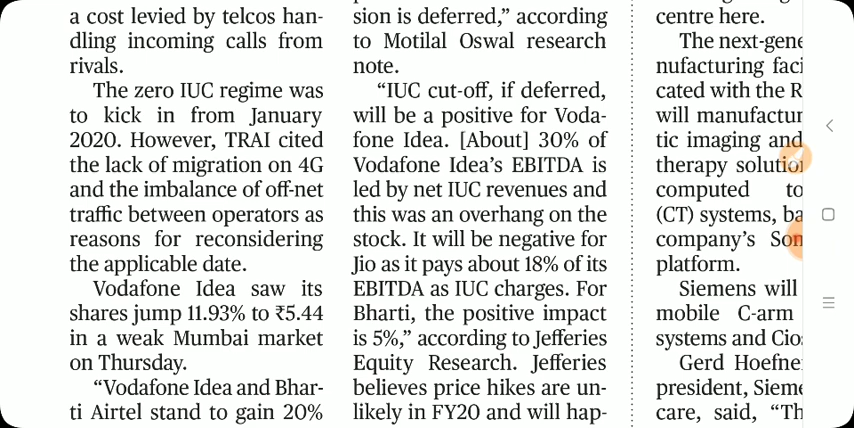 a cost levied by telcos han-
dling incoming calls from
rivals.
The zero IUC regime was
to kick in from January
2020. However, TRAI cited
the lack of migration on 4G
and the imbalance of off-net
traffic between operators as
reasons for reconsidering
the applicable date.
Vodafone Idea saw its
shares jump 11.93% to ₹5.44
in a weak Mumbai market
on Thursday.
“Vodafone Idea and Bhar-
ti Airtel stand to gain 20%
sion is deferred,” according
to Motilal Oswal research
note.
“IUC cut-off, if deferred,
will be a positive for Voda-
fone Idea. [About] 30% of
Vodafone Idea’s EBITDA is
led by net IUC revenues and
this was an overhang on the
stock. It will be negative for
Jio as it pays about 18% of its
EBITDA as IUC charges. For
Bharti, the positive impact
is 5%,” according to Jefferies
Equity Research. Jefferies
believes price hikes are un-
likely in FY20 and will hap-
centre here.
The next-gene
nufacturing faci
cated with the R
will manufactur
tic imaging and
therapy solutio
computed to
(CT) systems, ba
company’s Som
platform.
Siemens will
mobile C-arm
systems and Cio
Gerd Hoefne
president, Sieme
care, said, “Th